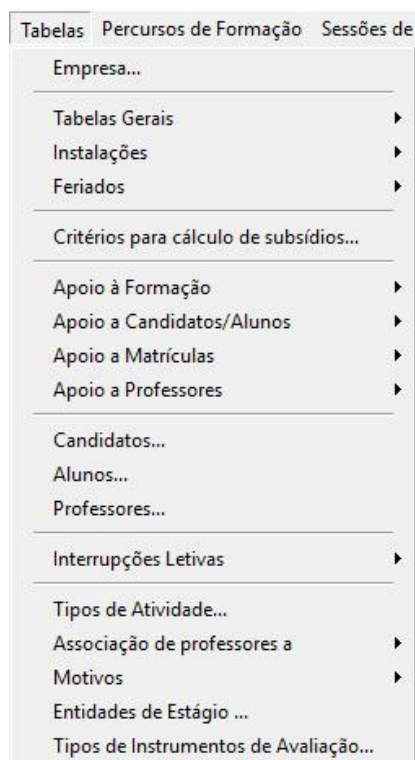 Tabelas Percursos de Formação Sessões de
Empresa...
Tabelas Gerais
Instalações
Feriados
Critérios para cálculo de subsídios...
Apoio à Formação
Apoio a Candidatos/Alunos
Apoio a Matrículas
Apoio a Professores
Candidatos...
Alunos...
Professores...
Interrupções Letivas
Tipos de Atividade...
Associação de professores a
Motivos
Entidades de Estágio ...
Tipos de Instrumentos de Avaliação...